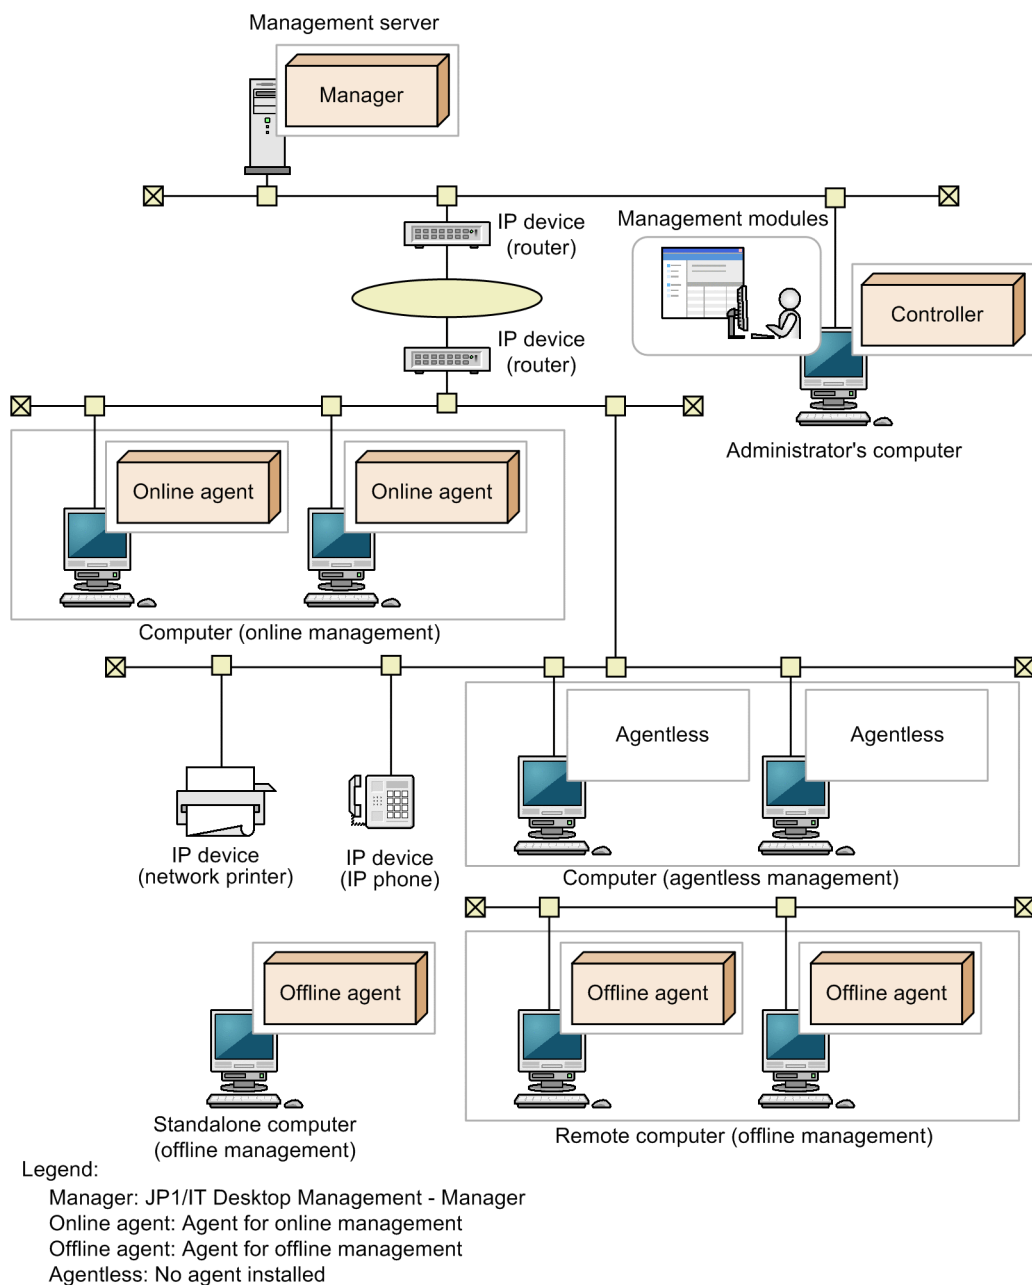 Management server
Manager
IP device
(router)
Management modules
Controller
IP device
(router)
Administrator's computer
Online agent
Online agent
Computer (online management)
Agentless
Agentless
IP device
(network printer)
IP device
(IP phone)
Computer (agentless management)
Offline agent
Offline agent
Offline agent
Standalone computer
(offline management)
Remote computer (offline management)
Legend:
Manager: JP1/IT Desktop Management - Manager
Online agent: Agent for online management
Offline agent: Agent for offline management
Agentless: No agent installed